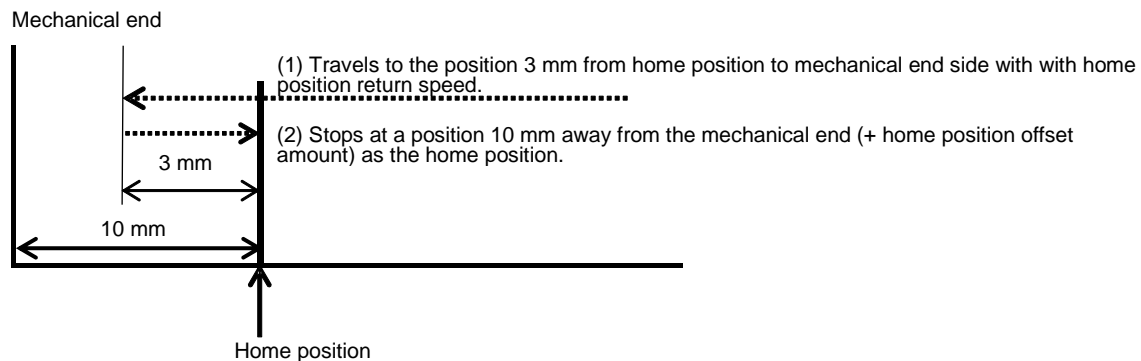 Mechanical end
(1) Travels to the position 3 mm from home position to mechanical end side with with home
position return speed.
(2) Stops at a position 10 mm away from the mechanical end (+ home position offset
amount) as the home position.
3 mm
10 mm
Home position